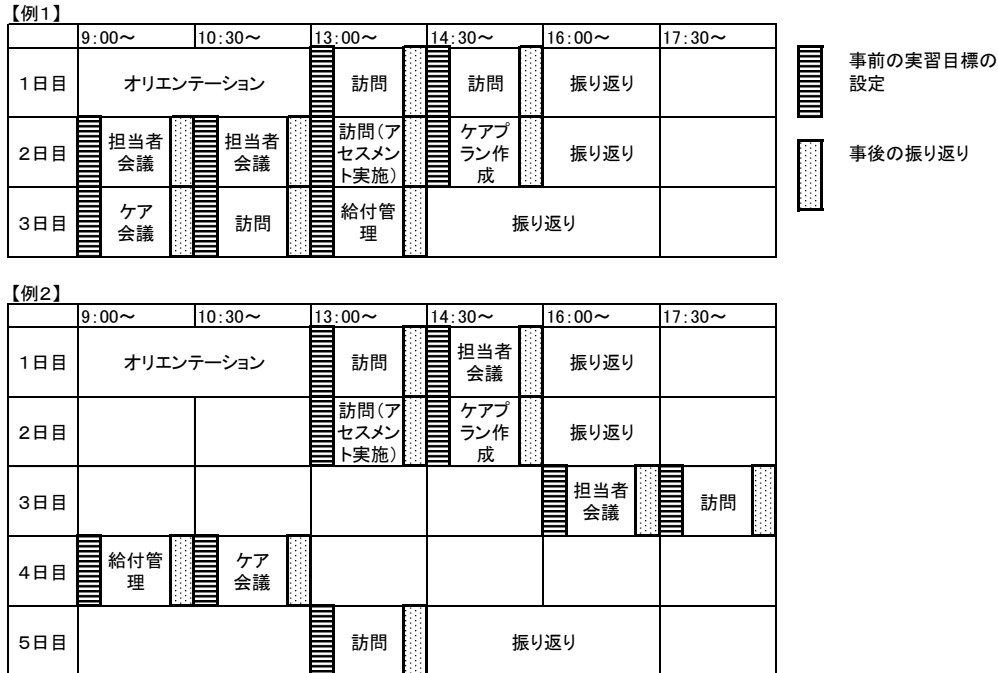 【例1】
9:00～ 10:30～ 13:00～ 14:30～ 16:00～ 17:30～
1日目 オリエンテーション 訪問 訪問 振り返り
2日目 担当者
会議 担当者
会議 訪問(ア
セスメン
ト実施) ケアプ
ラン作
成 振り返り
3日目 ケア
会議 訪問 給付管
理 振り返り
事前の実習目標の
設定
事後の振り返り
【例2】
9:00～ 10:30～ 13:00～ 14:30～ 16:00～ 17:30～
1日目 オリエンテーション 訪問 担当者
会議 振り返り
2日目 訪問(ア
セスメン
ト実施) ケアプ
ラン作
成 振り返り
3日目 担当者
会議 訪問
4日目 給付管
理 ケア
会議
5日目 訪問 振り返り